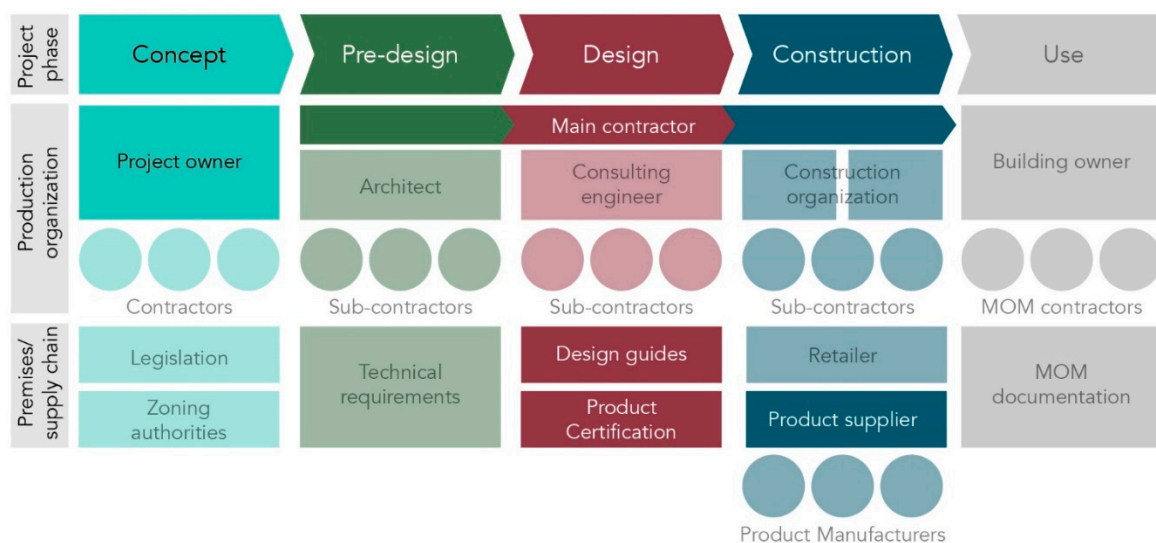 Project
phase
Concept
Pre-design
Design
Construction
Use
Production
organization
Project owner
Main contractor
Architect
Consulting
engineer
Construction
organization
Building owner
Contractors
Sub-contractors
Sub-contractors
Sub-contractors
MOM contractors
Premises/
supply chain
Legislation
Zoning
authorities
Technical
requirements
Design guides
Product
Certification
Retailer
Product supplier
MOM
documentation
Product Manufacturers